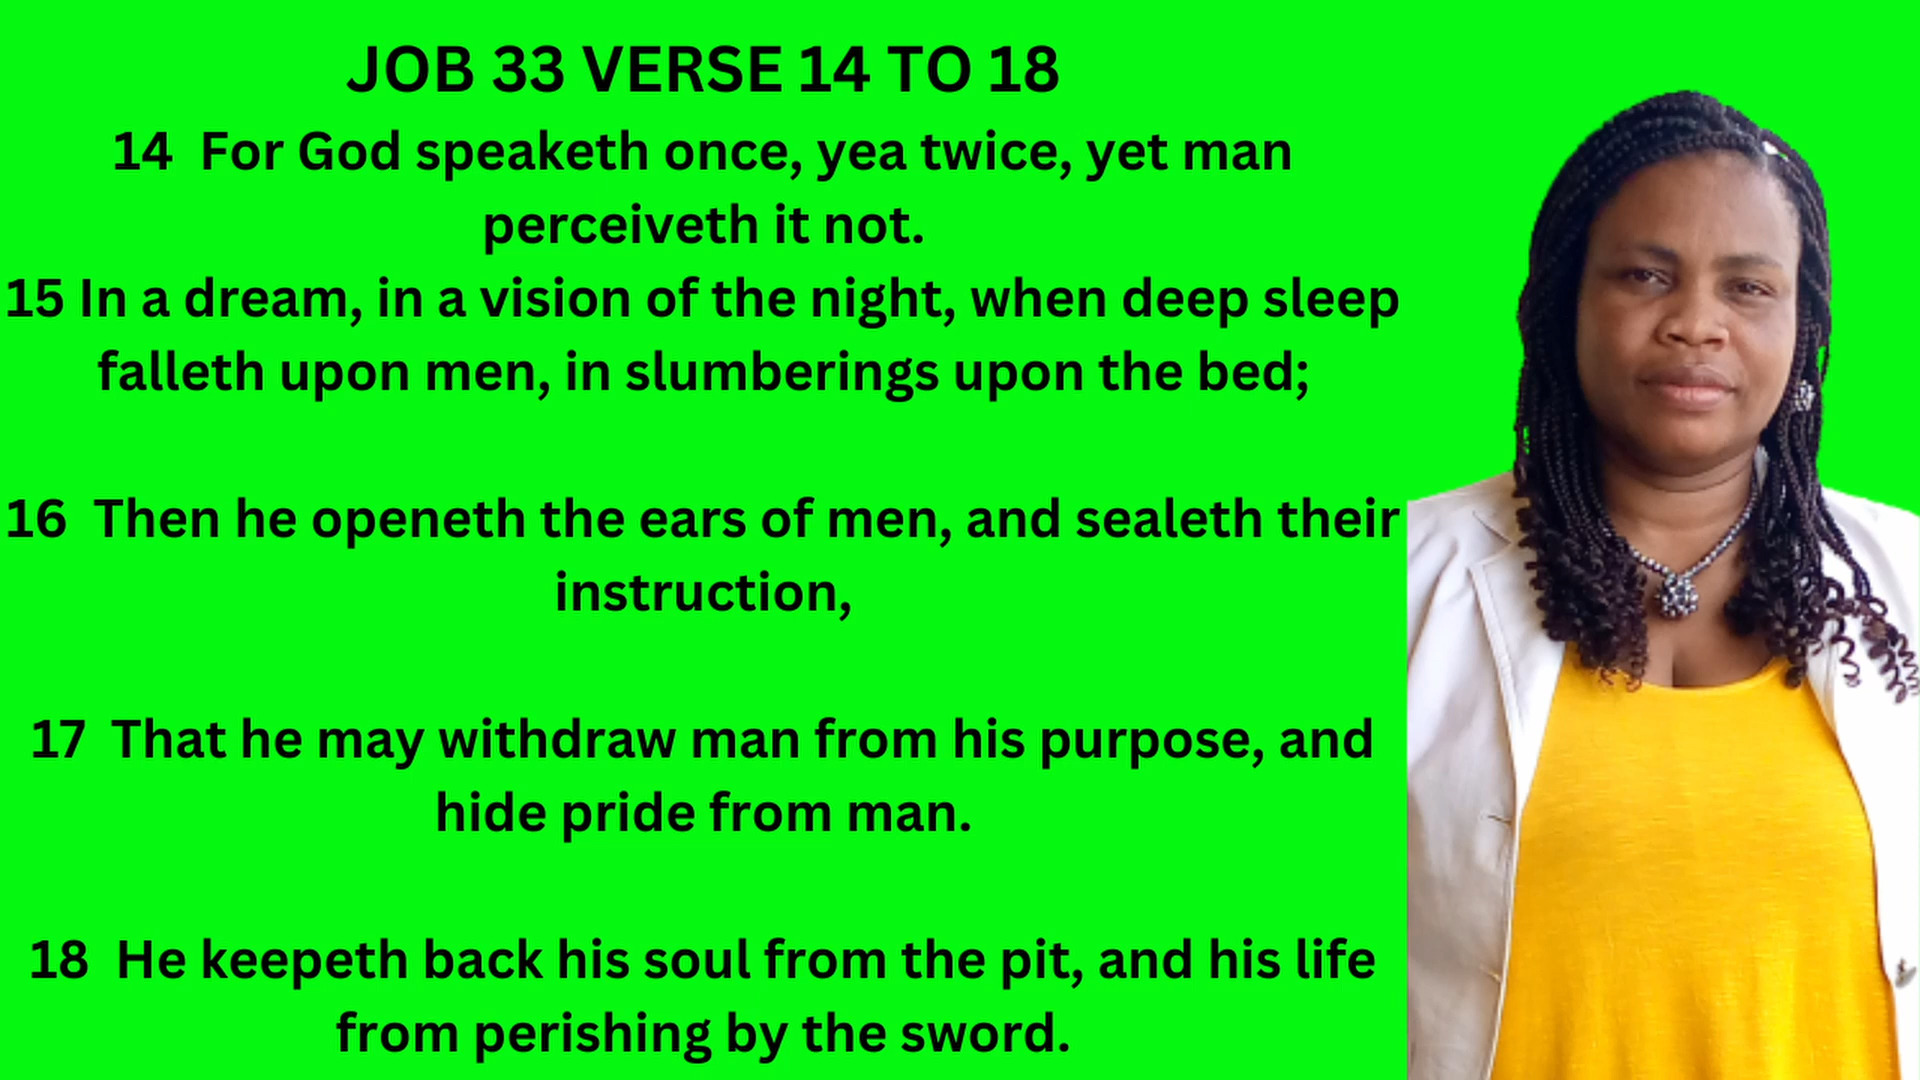 JOB 33 VERSE 14 TO 18
14 For God speaketh once, yea twice, yet man
perceiveth it not.
15 In a dream, in a vision of the night, when deep sleep
falleth upon men, in slumberings upon the bed;
16 Then he openeth the ears of men, and sealeth their
instruction,
17 That he may withdraw man from his purpose, and
hide pride from man.
18 He keepeth back his soul from the pit, and his life
from perishing by the sword.